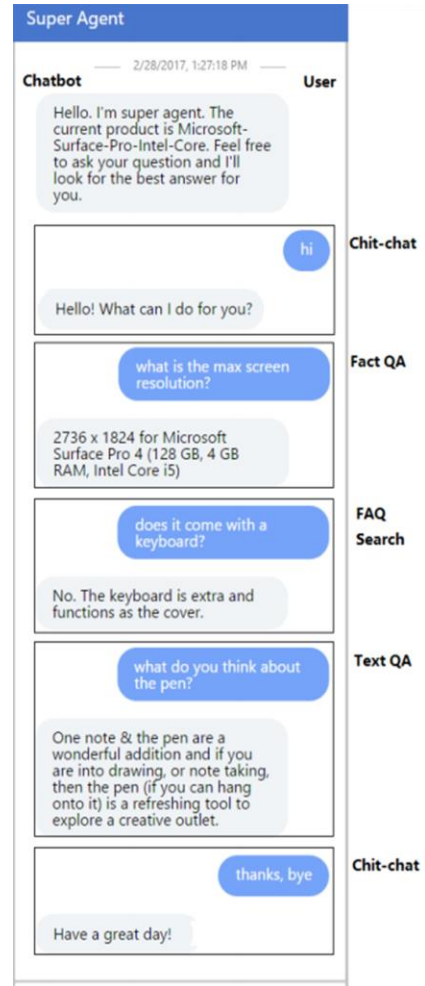 Super Agent
2/28/2017, 1:27:18 PM
Chatbot
User
Hello. I'm super agent. The
current product is Microsoft-
Surface-Pro-Intel-Core. Feel free
to ask your question and I'll
look for the best answer for
you.
hi
Chit-chat
Hello! What can I do for you?
what is the max screen
resolution?
Fact QA
2736 x 1824 for Microsoft
Surface Pro 4 (128 GB, 4 GB
RAM, Intel Core i5)
does it come with a
keyboard?
FAQ
Search
No. The keyboard is extra and
functions as the cover.
what do you think about
the pen?
Text QA
One note & the pen are a
wonderful addition and if you
are into drawing, or note taking,
then the pen (if you can hang
onto it) is a refreshing tool to
explore a creative outlet.
thanks, bye
Chit-chat
Have a great day!